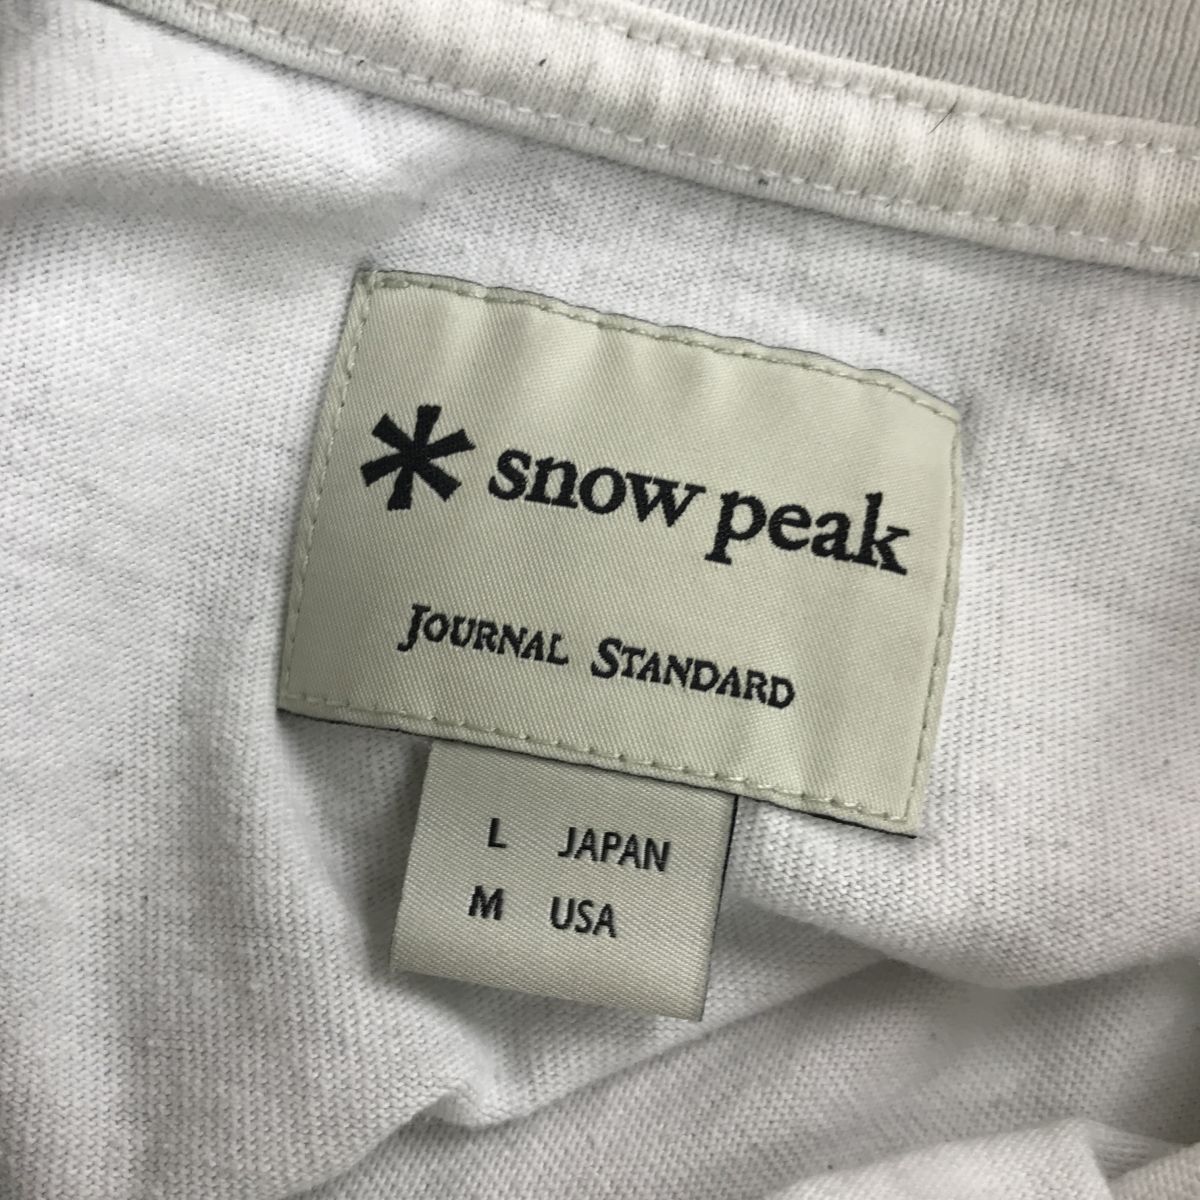 snow peak
JOURNAL STANDARD
L JAPAN
M USA